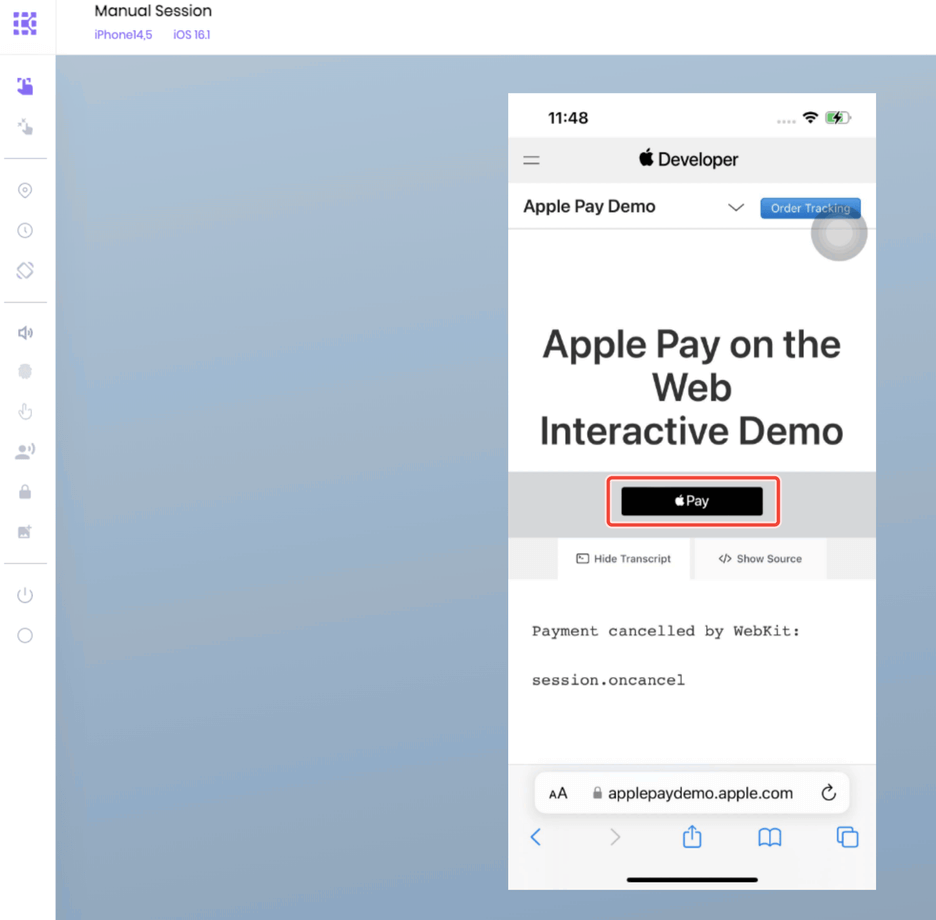 Manual Session
iPhone14,5 iOS 16.1
11:48
Developer
Apple Pay Demo
Order Tracking
Apple Pay on the
Web
Interactive Demo
Pay
Hide Transcript
</> Show Source
Payment cancelled by WebKit:
session.oncancel
AA applepaydemo.apple.com